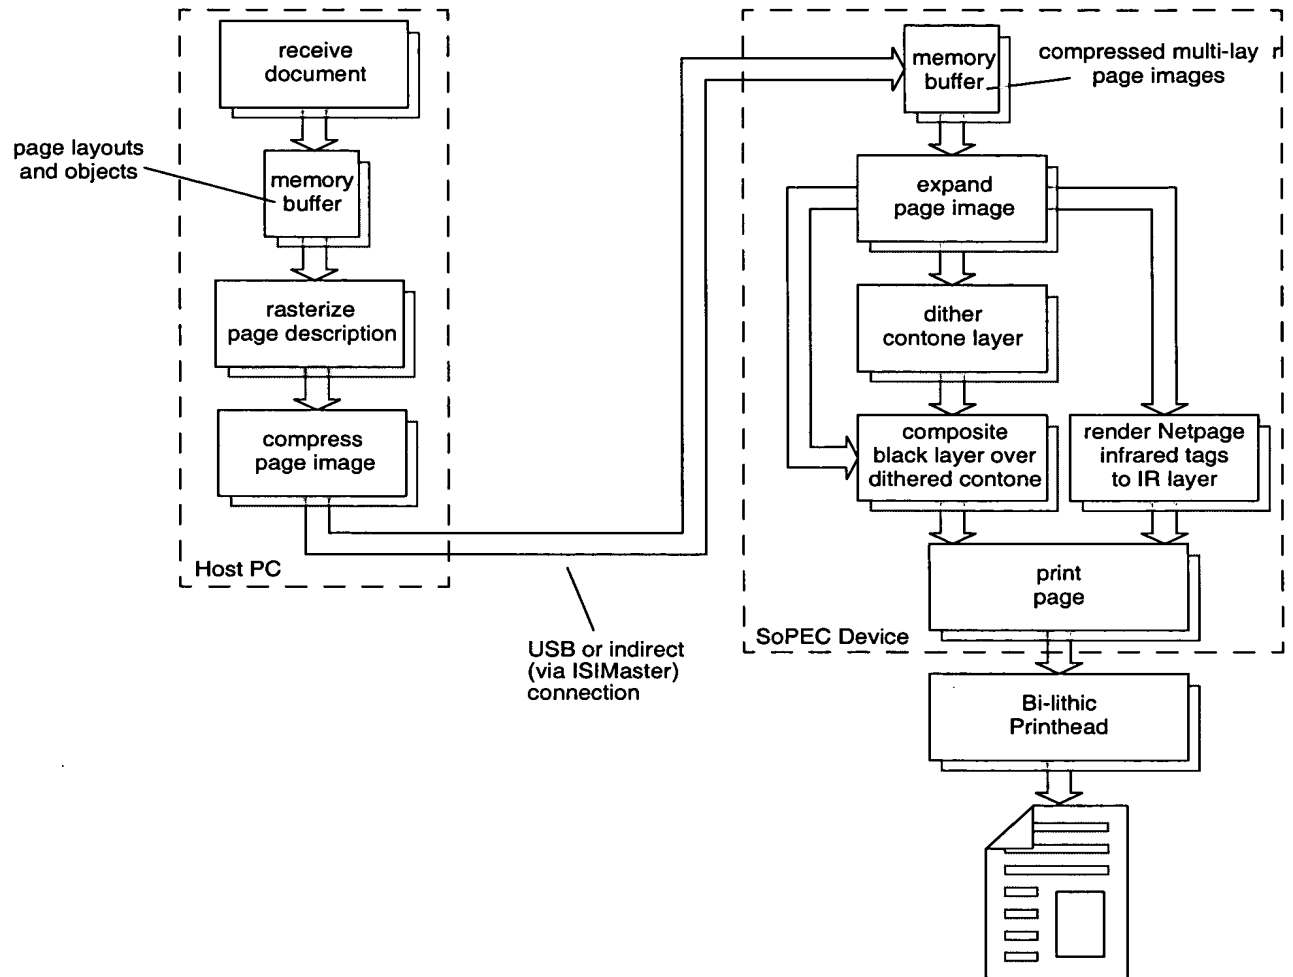 receive
document
page layouts
and objects
memory
buffer
rasterize
page description
compress
page image
Host PC
USB or indirect
(via ISIMaster)
connection
memory
buffer
compressed multi-lay r
page images
expand
page image
dither
contone layer
composite
black layer over
dithered contone
render Netpage
infrared tags
to IR layer
print
page
SoPEC Device
Bi-lithic
Printhead